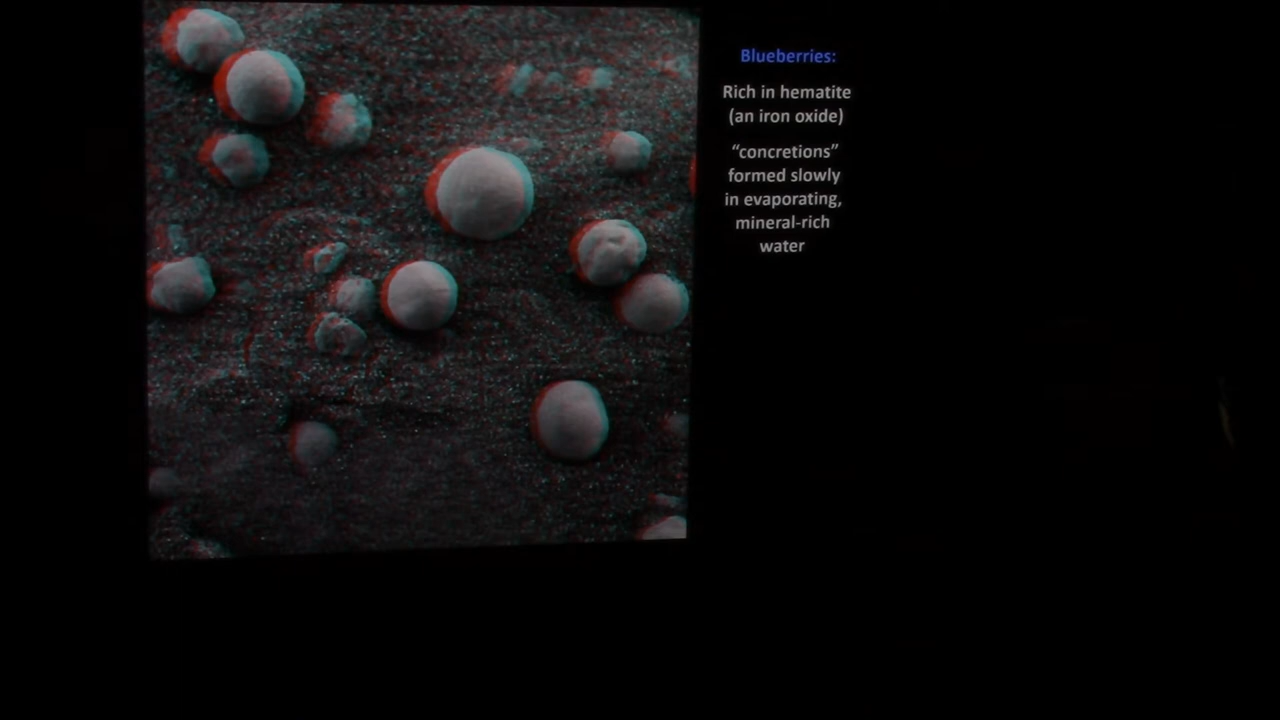 Blueberries:
Rich in hematite
(an iron oxide)
“concretions”
formed slowly
in evaporating,
mineral-rich
water